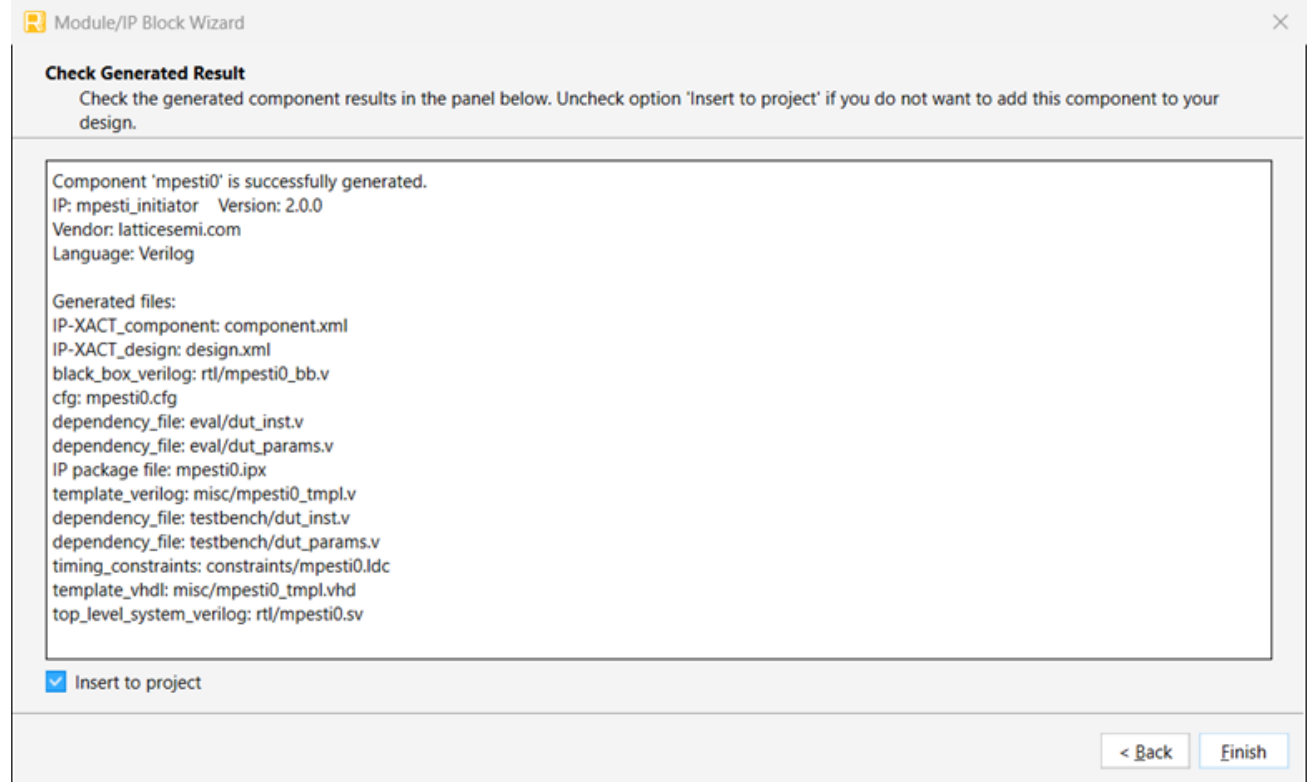 Module/IP Block Wizard
Check Generated Result
Check the generated component results in the panel below. Uncheck option 'Insert to project' if you do not want to add this component to your
design.
Component 'mpesti0' is successfully generated.
IP: mpesti_initiator Version: 2.0.0
Vendor: latticesemi.com
Language: Verilog
Generated files:
IP-XACT_component: component.xml
IP-XACT_design: design.xml
black_box_verilog: rtl/mpesti0_bb.v
cfg: mpesti0.cfg
dependency_file: eval/dut_inst.v
dependency_file: eval/dut_params.v
IP package file: mpesti0.ipx
template_verilog: misc/mpesti0_tmpl.v
dependency_file: testbench/dut_inst.v
dependency_file: testbench/dut_params.v
timing_constraints: constraints/mpesti0.ldc
template_vhdl: misc/mpesti0_tmpl.vhd
top_level_system_verilog: rtl/mpesti0.sv
Insert to project
< Back
Finish